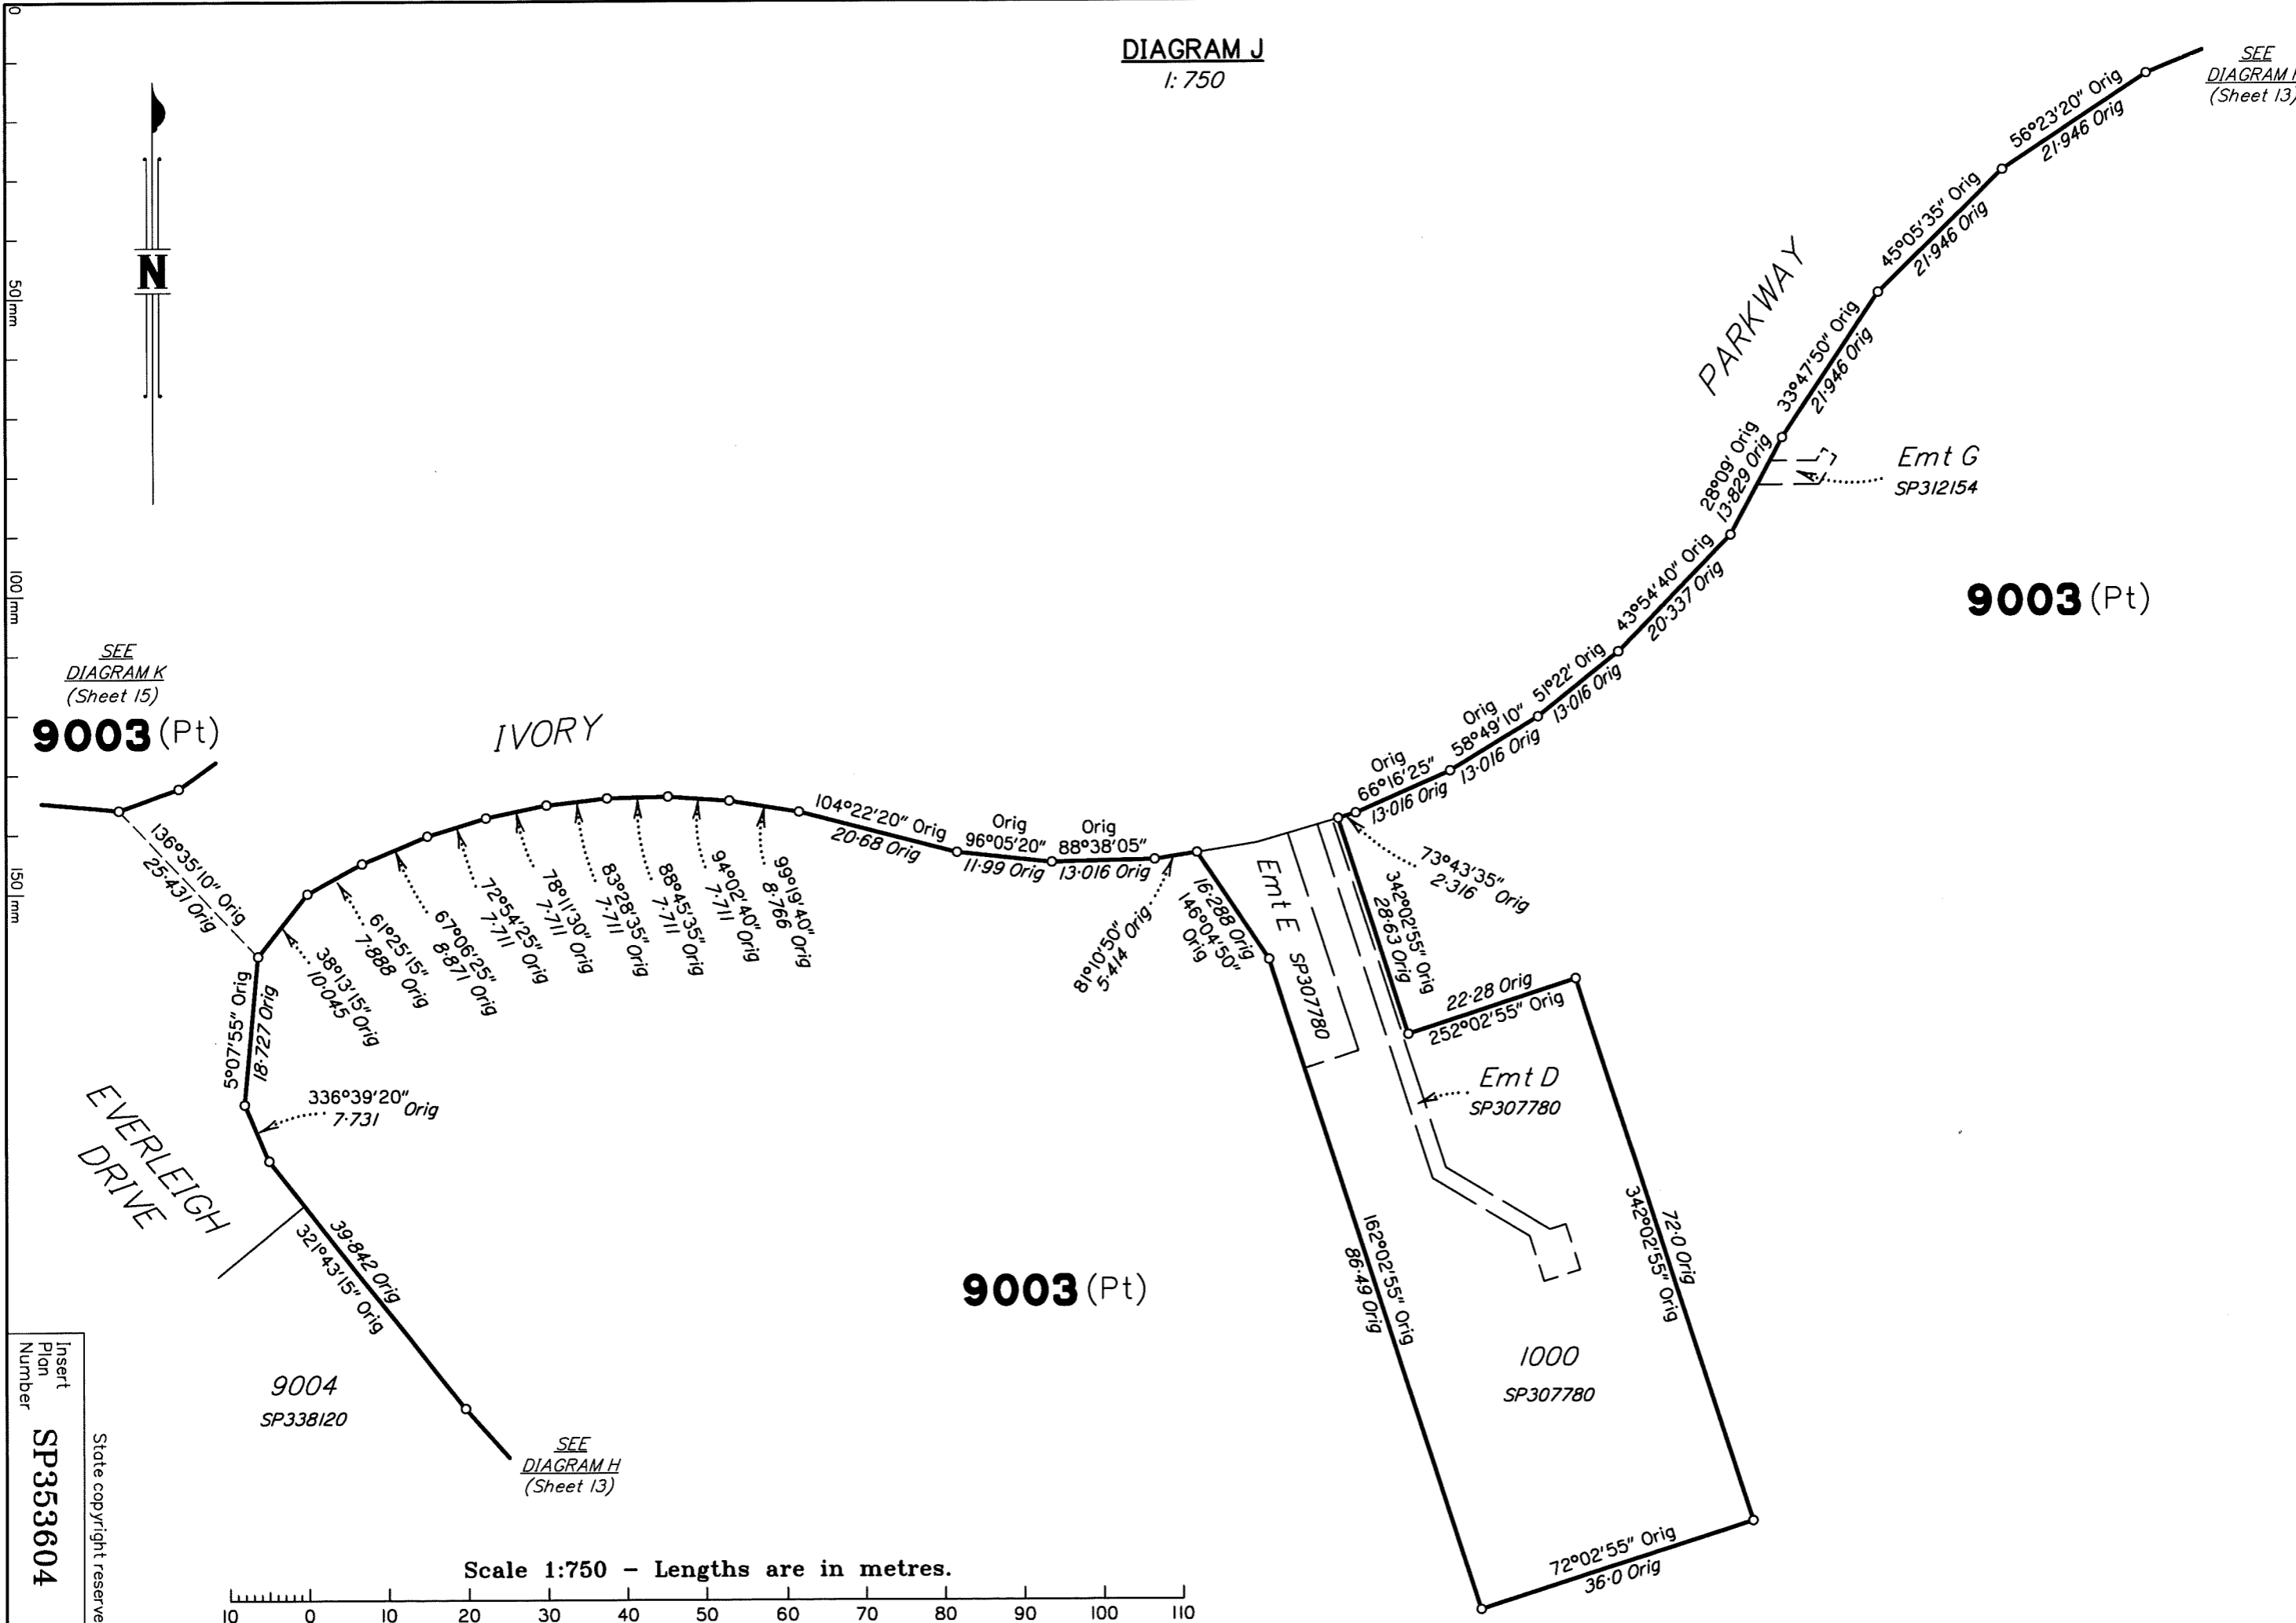 DIAGRAM J
1: 750
SEE
DIAGRAM
(Sheet 13)
56°23'20" Orig
21·946 Orig
45°05'35" Orig
21·946 Orig
33°47'50" Orig
21·946 Orig
PARKWAY
28°09' Orig
13·829 Orig
Emt G
SP312154
43°54'40" Orig
20·337 Orig
9003 (Pt)
51°22' Orig
13·016 Orig
Orig
58°49'10"
13·016 Orig
Orig
66°16'25"
13·016 Orig
73°43'35"
2·316 Orig
N
0
50 mm
100 mm
150 mm
SEE
DIAGRAM K
(Sheet 15)
9003 (Pt)
IVORY
136°35'10" Orig
25·431 Orig
104°22'20" Orig
20·68 Orig
Orig
96°05'20"
11·99 Orig
Orig
88°38'05"
13·016 Orig
81°10'50"
5·414 Orig
99°19'40"
8·766 Orig
94°02'40"
7·711 Orig
88°45'35"
7·711 Orig
83°28'35"
7·711 Orig
78°11'30"
7·711 Orig
72°54'25"
7·711 Orig
67°06'25"
8·871 Orig
61°25'15"
7·888 Orig
38°13'15"
10·045 Orig
5°07'55" Orig
18·727 Orig
336°39'20"
7·731 Orig
EVERLEIGH
DRIVE
39·842 Orig
321°43'15" Orig
9004
SP338120
SEE
DIAGRAM H
(Sheet 13)
16·288 Orig
146°04'50"
Orig
Emt E SP307780
342°02'55" Orig
28·63 Orig
22·28 Orig
252°02'55" Orig
Emt D
SP307780
162°02'55" Orig
86·49 Orig
72·0 Orig
342°02'55" Orig
9003 (Pt)
1000
SP307780
72°02'55" Orig
36·0 Orig
Insert
Plan
Number
SP353604
State copyright reserve
Scale 1:750 – Lengths are in metres.
10 0 10 20 30 40 50 60 70 80 90 100 110